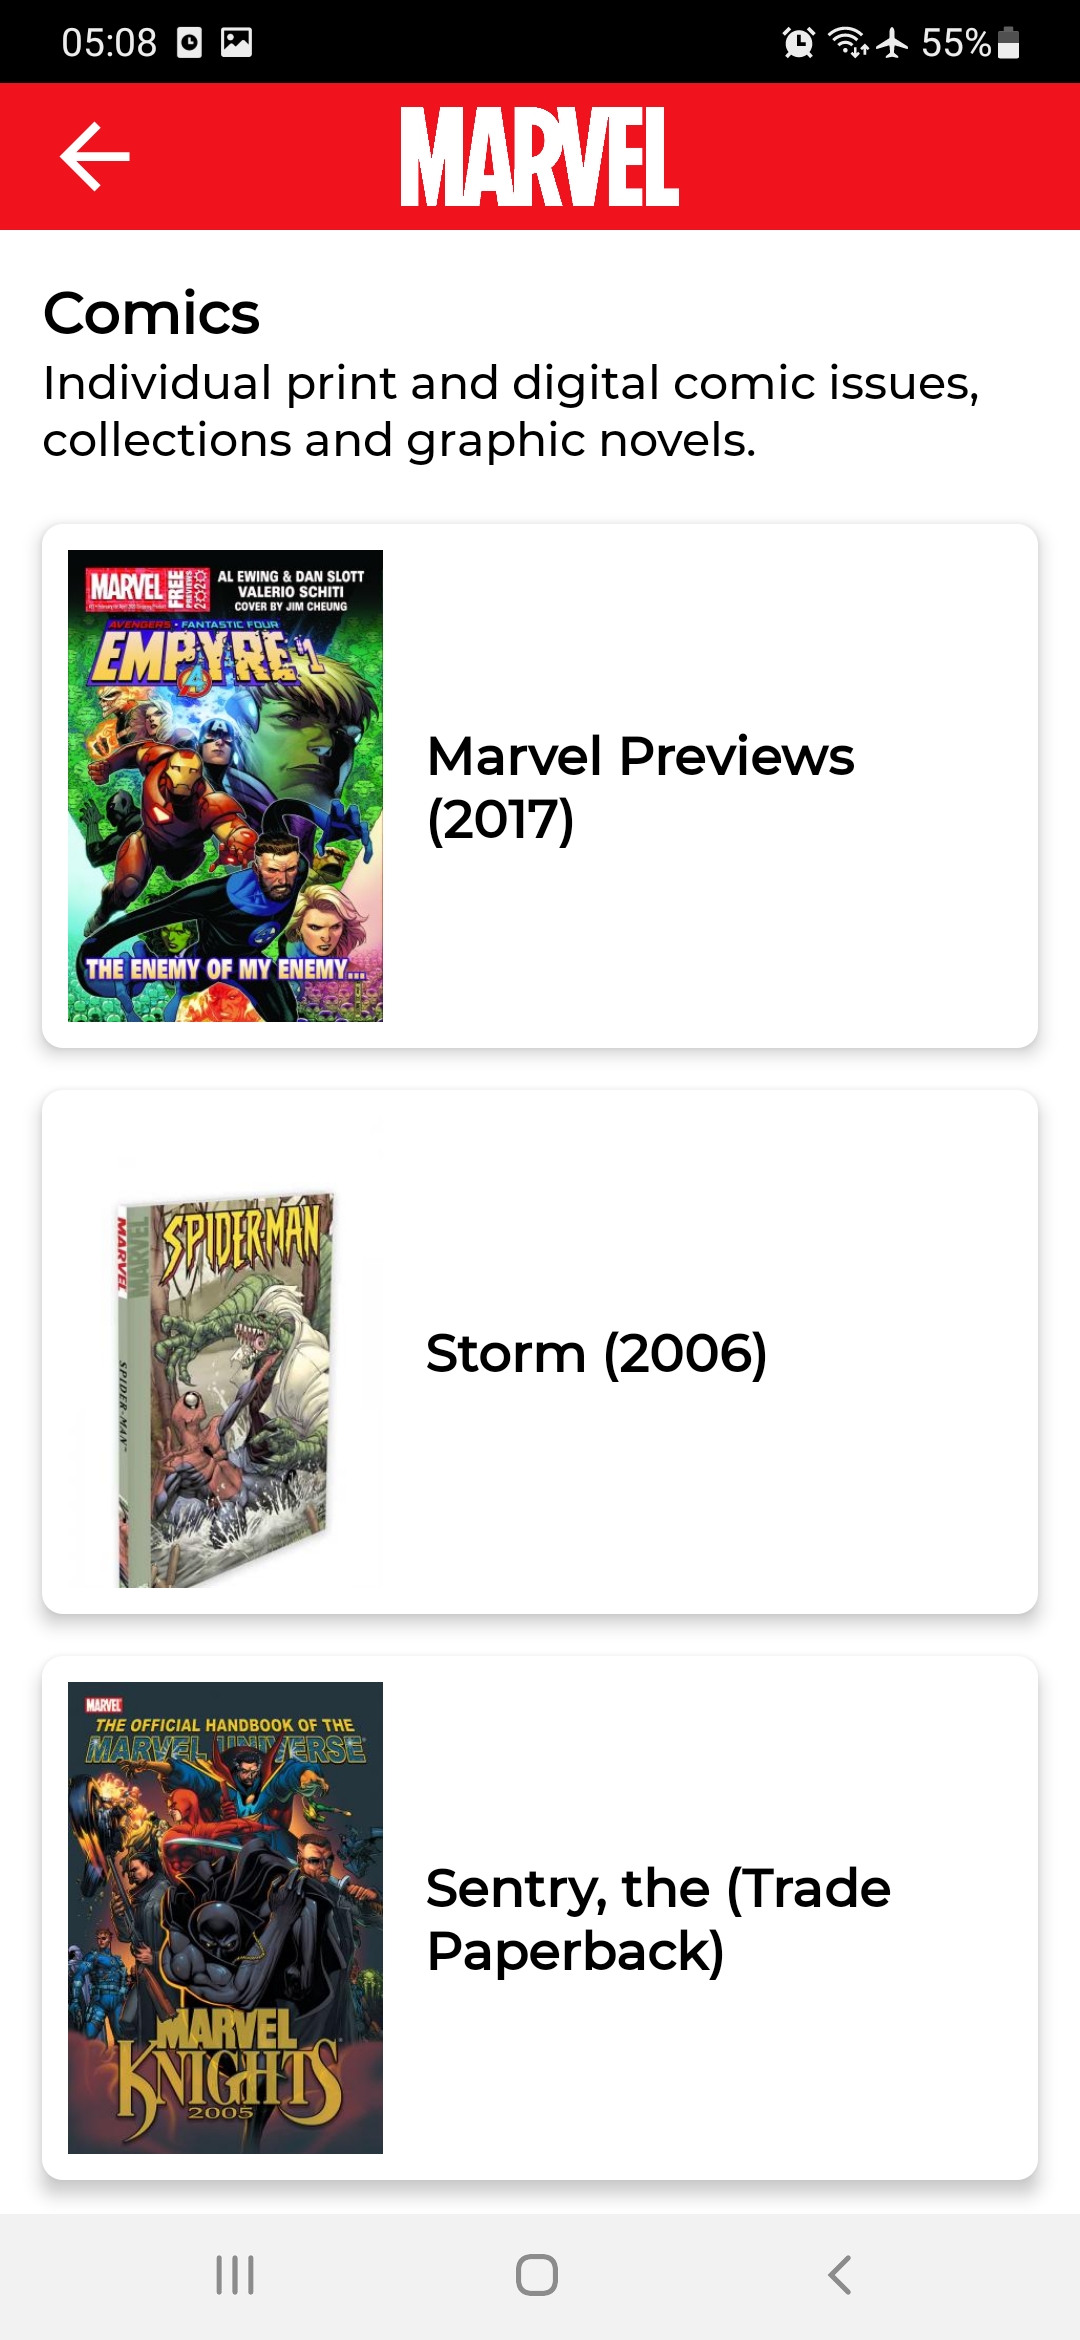 05:08
55%
MARVEL
Comics
Individual print and digital comic issues,
collections and graphic novels.
MARVEL
FREE
PREVIEWS
AL EWING & DAN SLOTT
VALERIO SCHITI
COVER BY JIM CHEUNG
AVENGERS • FANTASTIC FOUR
EMPYRE #1
4
THE ENEMY OF MY ENEMY...
Marvel Previews
(2017)
MARVEL
MARVEL
SPIDER-MAN
SPIDER-MAN
Storm (2006)
MARVEL
THE OFFICIAL HANDBOOK OF THE
MARVEL UNIVERSE
MARVEL
KNIGHTS
2005
Sentry, the (Trade
Paperback)